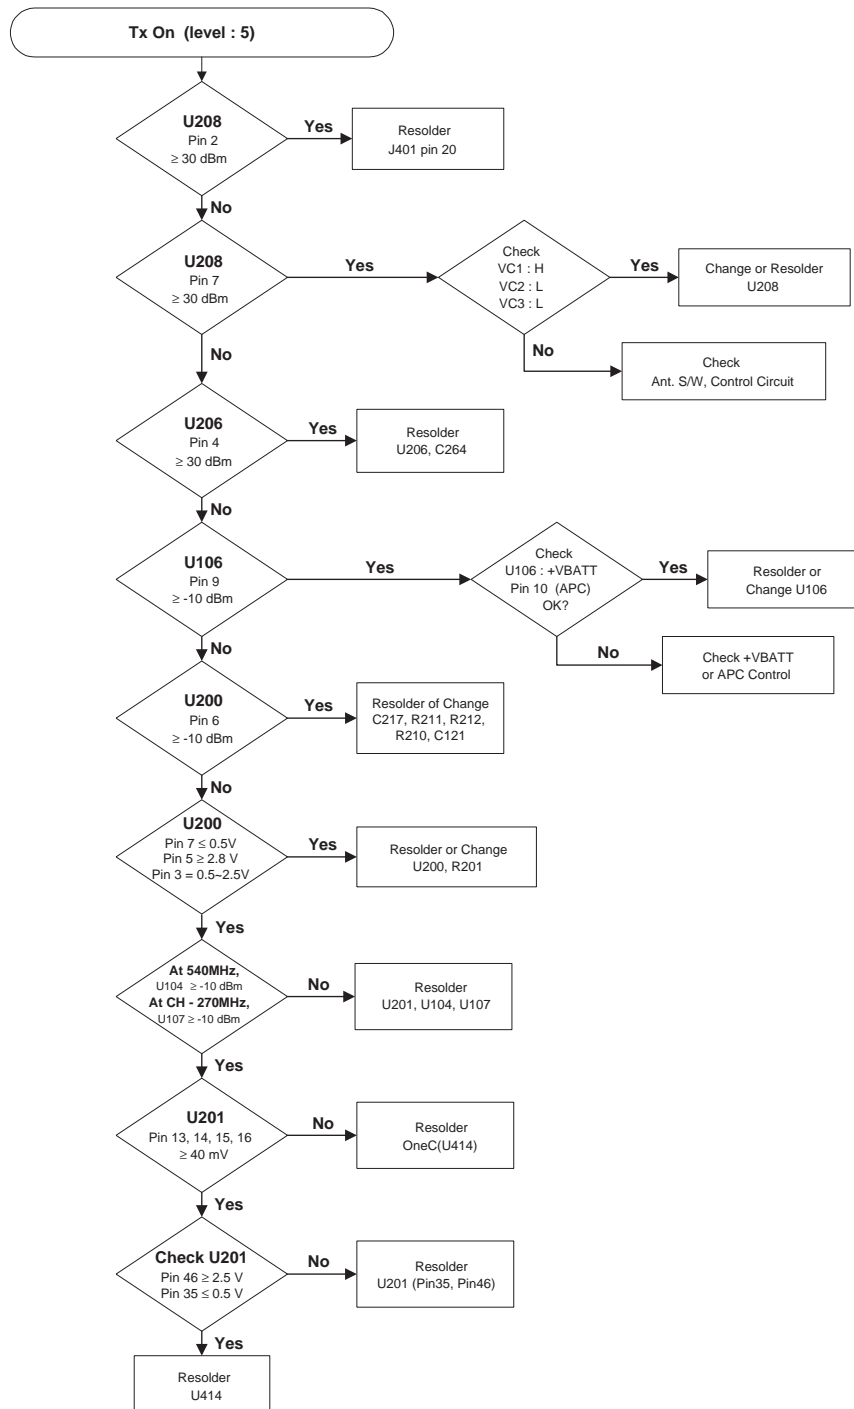 Tx On (level : 5)
U208
Pin 2
≥ 30 dBm
Yes
Resolder
J401 pin 20
No
U208
Pin 7
≥ 30 dBm
Yes
Check
VC1 : H
VC2 : L
VC3 : L
Yes
Change or Resolder
U208
No
Check
Ant. S/W, Control Circuit
No
U206
Pin 4
≥ 30 dBm
Yes
Resolder
U206, C264
No
U106
Pin 9
≥ -10 dBm
Yes
Check
U106 : +VBATT
Pin 10 (APC)
OK?
Yes
Resolder or
Change U106
No
Check +VBATT
or APC Control
No
U200
Pin 6
≥ -10 dBm
Yes
Resolder of Change
C217, R211, R212,
R210, C121
No
U200
Pin 7 ≤ 0.5V
Pin 5 ≥ 2.8 V
Pin 3 = 0.5~2.5V
Yes
Resolder or Change
U200, R201
Yes
At 540MHz,
U104 ≥ -10 dBm
At CH - 270MHz,
U107 ≥ -10 dBm
No
Resolder
U201, U104, U107
Yes
U201
Pin 13, 14, 15, 16
≥ 40 mV
No
Resolder
OneC(U414)
Yes
Check U201
Pin 46 ≥ 2.5 V
Pin 35 ≤ 0.5 V
No
Resolder
U201 (Pin35, Pin46)
Yes
Resolder
U414